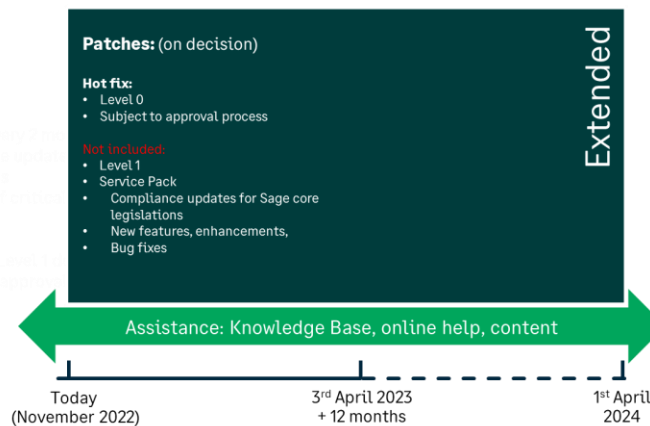 Patches: (on decision)
Extended
Hot fix:
• Level 0
• Subject to approval process
Not included:
• Level 1
• Service Pack
• Compliance updates for Sage core
legislations
• New features, enhancements,
• Bug fixes
Assistance: Knowledge Base, online help, content
Today
(November 2022)
3rd April 2023
+ 12 months
1st April
2024